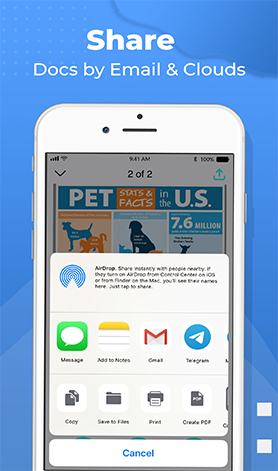 Share
Docs by Email & Clouds
9:41 AM
100%
2 of 2
PET STATS & FACTS in the U.S.
7.6 MILLION
AirDrop. Share instantly with people nearby. If
they turn on AirDrop from Control Center on iOS
or from Finder on the Mac, you'll see their names
here. Just tap to share.
Message
Add to Notes
Gmail
Telegram
Copy
Save to Files
Print
PDF
Create PDF
Cancel